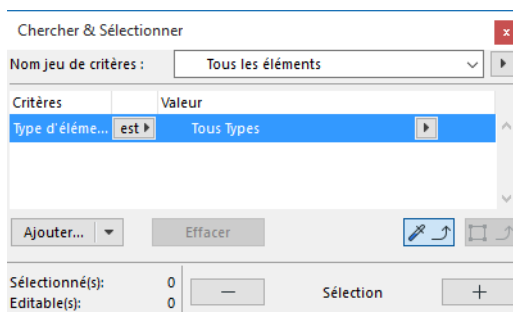 Chercher & Sélectionner x
Nom jeu de critères : Tous les éléments
Critères Valeur
Type d'éléme... est Tous Types
Ajouter... Effacer
Sélectionné(s): 0
Editable(s): 0
— Sélection +